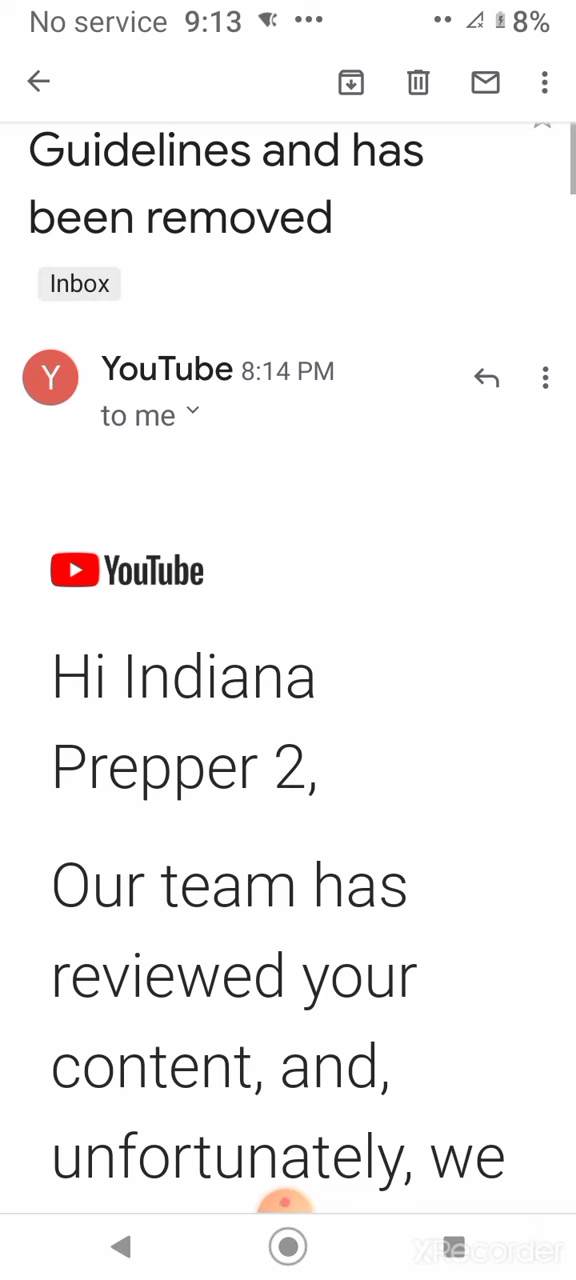 No service 9:13 8%
Guidelines and has
been removed
Inbox
Y YouTube 8:14 PM
to me
YouTube
Hi Indiana
Prepper 2,
Our team has
reviewed your
content, and,
unfortunately, we
XRecorder